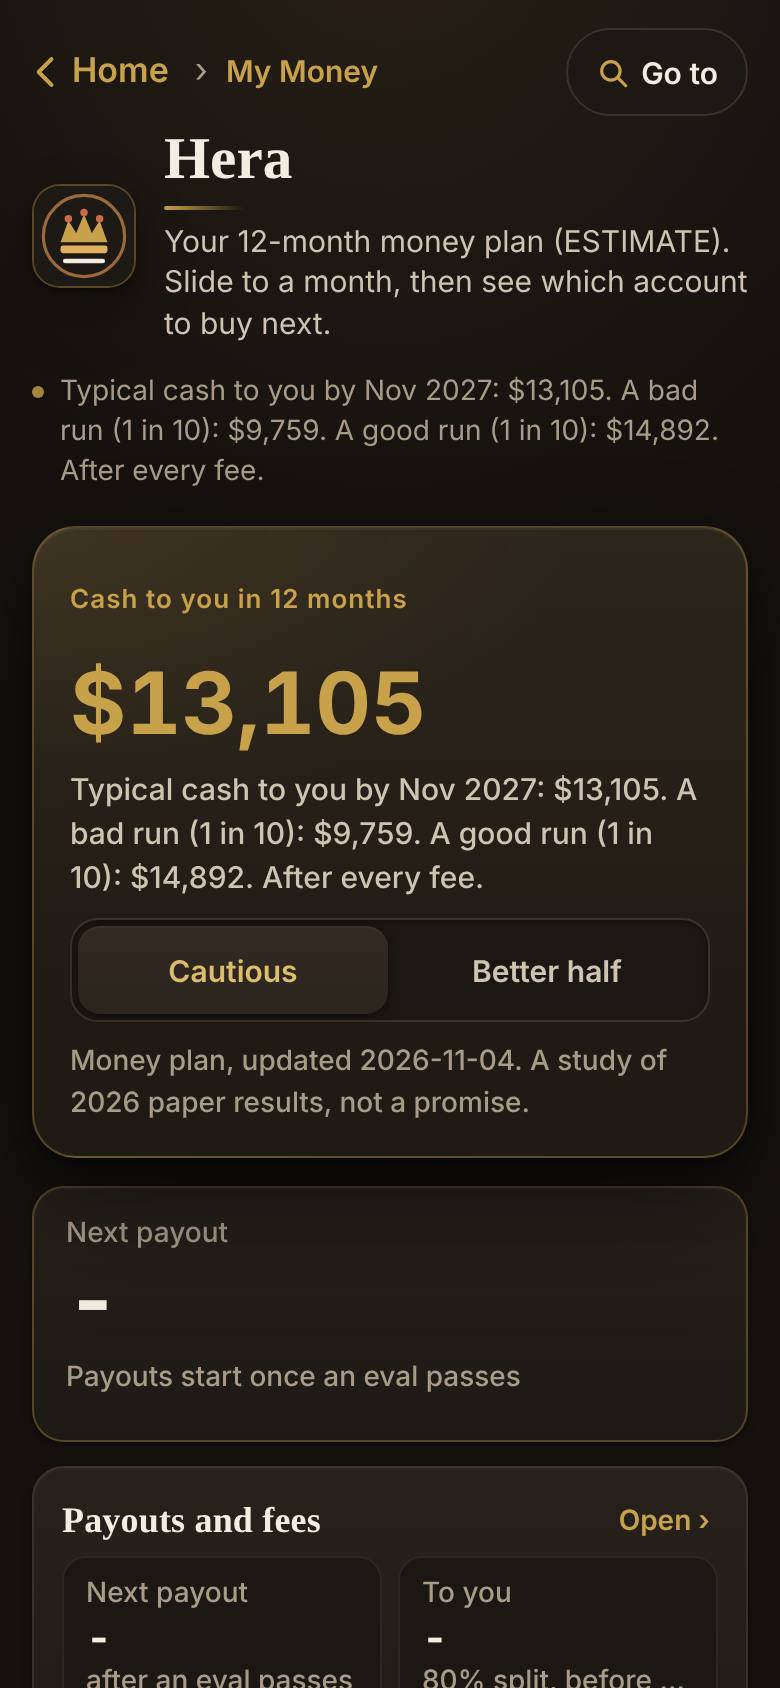 Home › My Money
Go to
Hera
Your 12-month money plan (ESTIMATE).
Slide to a month, then see which account
to buy next.
Typical cash to you by Nov 2027: $13,105. A bad
run (1 in 10): $9,759. A good run (1 in 10): $14,892.
After every fee.
Cash to you in 12 months
$13,105
Typical cash to you by Nov 2027: $13,105. A
bad run (1 in 10): $9,759. A good run (1 in
10): $14,892. After every fee.
Cautious
Better half
Money plan, updated 2026-11-04. A study of
2026 paper results, not a promise.
Next payout
-
Payouts start once an eval passes
Payouts and fees
Open ›
Next payout
-
after an eval passes
To you
-
80% split, before ...